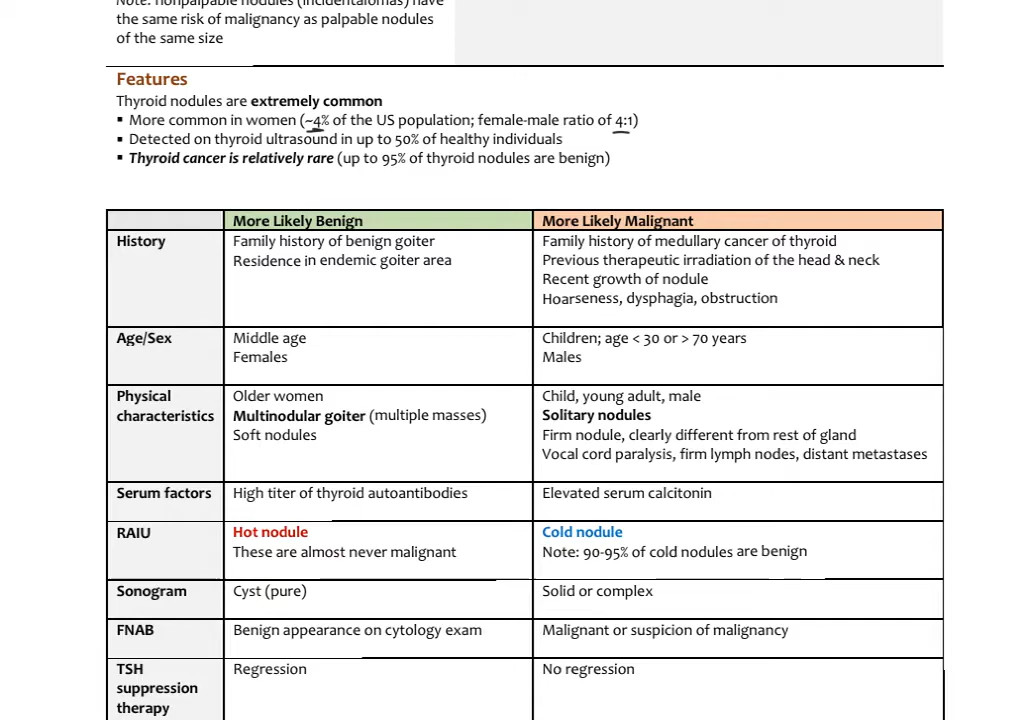 Note: nonpalpable nodules (incidentalomas) have
the same risk of malignancy as palpable nodules
of the same size
Features
Thyroid nodules are extremely common
▪ More common in women (~4% of the US population; female-male ratio of 4:1)
▪ Detected on thyroid ultrasound in up to 50% of healthy individuals
▪ Thyroid cancer is relatively rare (up to 95% of thyroid nodules are benign)
More Likely Benign
More Likely Malignant
History
Family history of benign goiter
Residence in endemic goiter area
Family history of medullary cancer of thyroid
Previous therapeutic irradiation of the head & neck
Recent growth of nodule
Hoarseness, dysphagia, obstruction
Age/Sex
Middle age
Females
Children; age < 30 or > 70 years
Males
Physical
characteristics
Older women
Multinodular goiter (multiple masses)
Soft nodules
Child, young adult, male
Solitary nodules
Firm nodule, clearly different from rest of gland
Vocal cord paralysis, firm lymph nodes, distant metastases
Serum factors
High titer of thyroid autoantibodies
Elevated serum calcitonin
RAIU
Hot nodule
These are almost never malignant
Cold nodule
Note: 90-95% of cold nodules are benign
Sonogram
Cyst (pure)
Solid or complex
FNAB
Benign appearance on cytology exam
Malignant or suspicion of malignancy
TSH
suppression
therapy
Regression
No regression